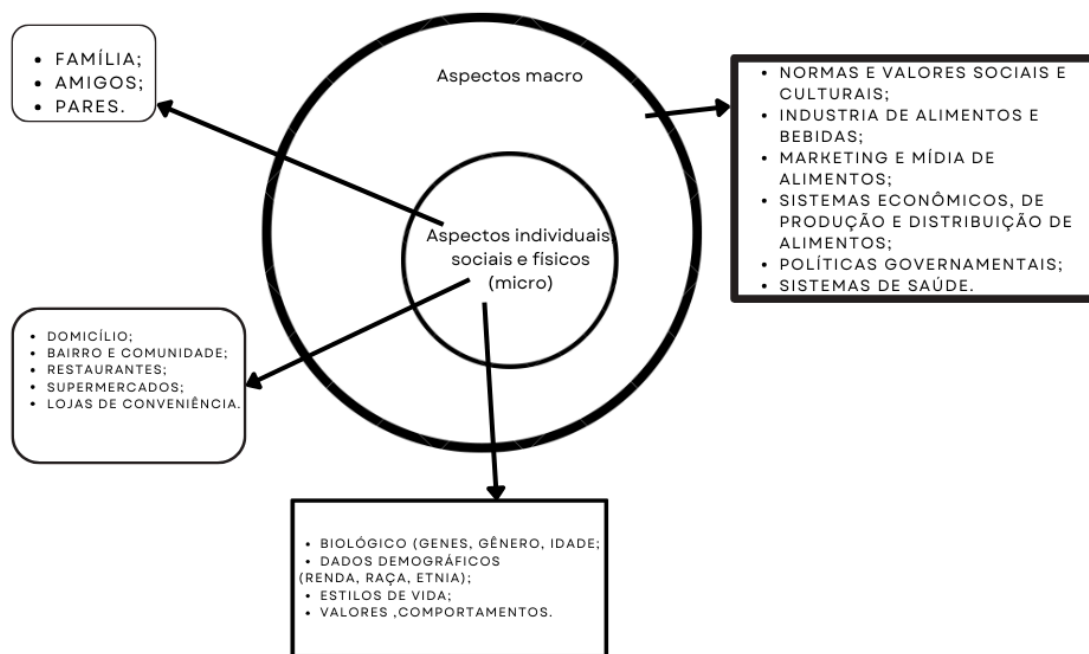 • FAMÍLIA;
• AMIGOS;
• PARES.
Aspectos macro
• NORMAS E VALORES SOCIAIS E
CULTURAIS;
• INDUSTRIA DE ALIMENTOS E
BEBIDAS;
• MARKETING E MÍDIA DE
ALIMENTOS;
• SISTEMAS ECONÔMICOS, DE
PRODUÇÃO E DISTRIBUIÇÃO DE
ALIMENTOS;
• POLÍTICAS GOVERNAMENTAIS;
• SISTEMAS DE SAÚDE.
Aspectos individuais,
sociais e físicos
(micro)
• DOMICÍLIO;
• BAIRRO E COMUNIDADE;
• RESTAURANTES;
• SUPERMERCADOS;
• LOJAS DE CONVENIÊNCIA.
• BIOLÓGICO (GENES, GÊNERO, IDADE;
• DADOS DEMOGRÁFICOS
(RENDA, RAÇA, ETNIA);
• ESTILOS DE VIDA;
• VALORES ,COMPORTAMENTOS.